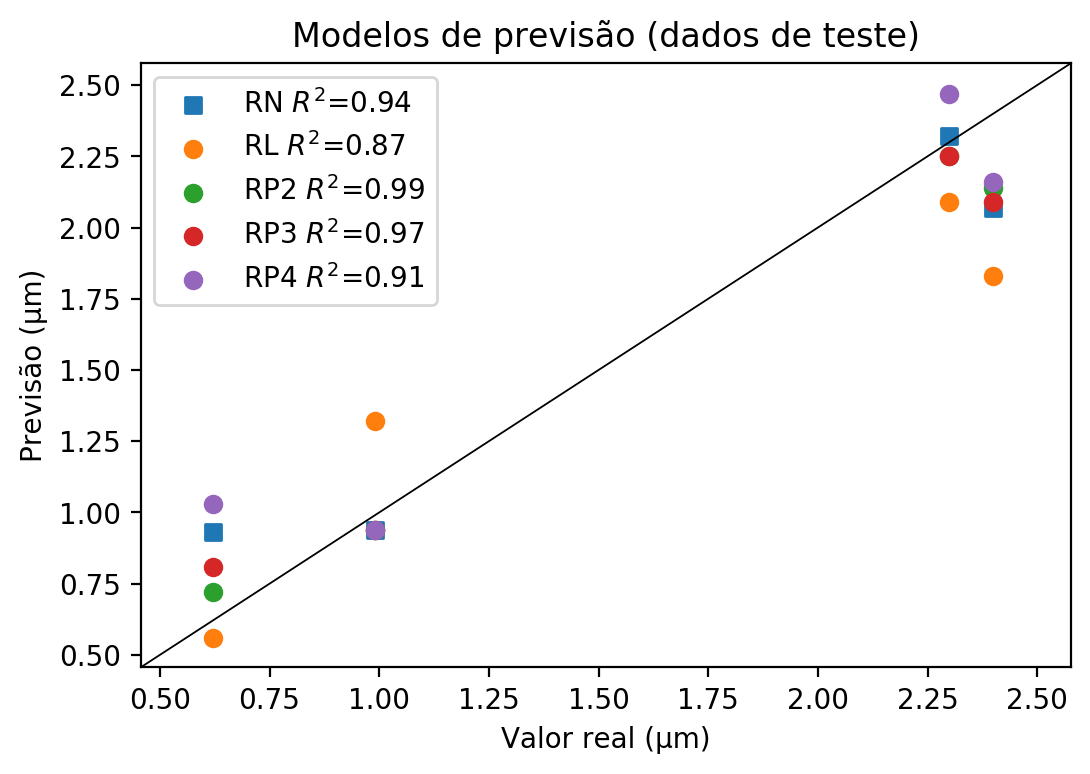 Modelos de previsão (dados de teste)
RN R²=0.94
RL R²=0.87
RP2 R²=0.99
RP3 R²=0.97
RP4 R²=0.91
Previsão (μm)
2.50
2.25
2.00
1.75
1.50
1.25
1.00
0.75
0.50
0.50 0.75 1.00 1.25 1.50 1.75 2.00 2.25 2.50
Valor real (μm)